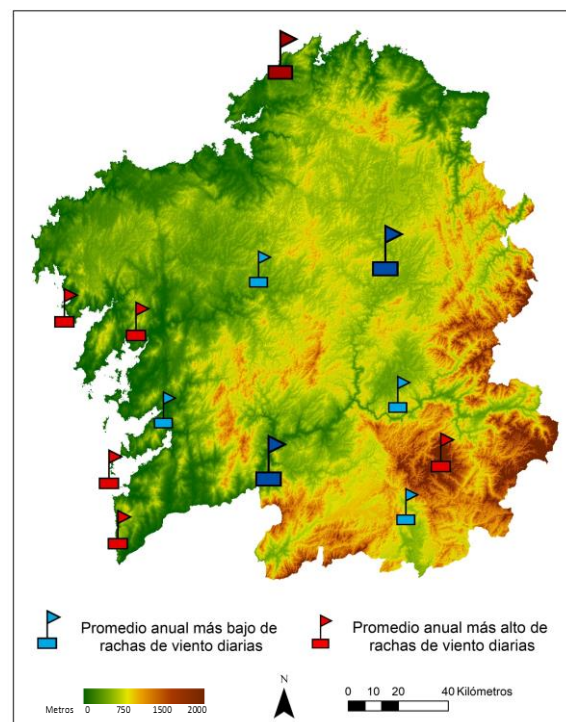 Promedio anual más bajo de
rachas de viento diarias
Promedio anual más alto de
rachas de viento diarias
Metros 0 750 1500 2000
N
0 10 20 40 Kilómetros